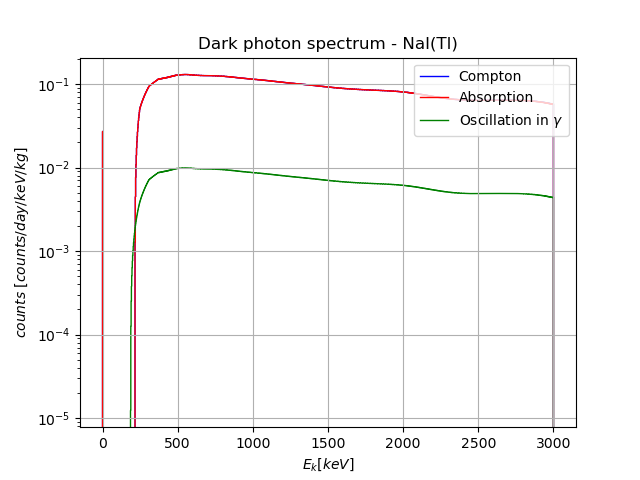 Dark photon spectrum - NaI(Tl)
Compton
Absorption
Oscillation in γ
counts [counts/day/keV/kg]
10⁻¹
10⁻²
10⁻³
10⁻⁴
10⁻⁵
0 500 1000 1500 2000 2500 3000
E_k[keV]